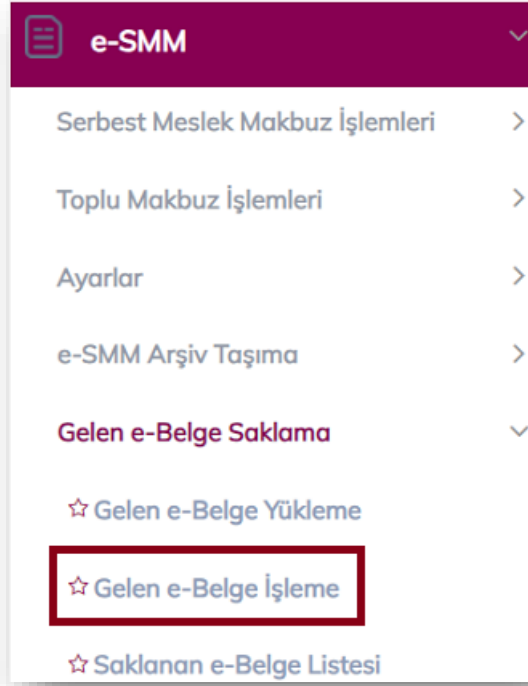 e-SMM
Serbest Meslek Makbuz İşlemleri
Toplu Makbuz İşlemleri
Ayarlar
e-SMM Arşiv Taşıma
Gelen e-Belge Saklama
Gelen e-Belge Yükleme
Gelen e-Belge İşleme
Saklanan e-Belge Listesi